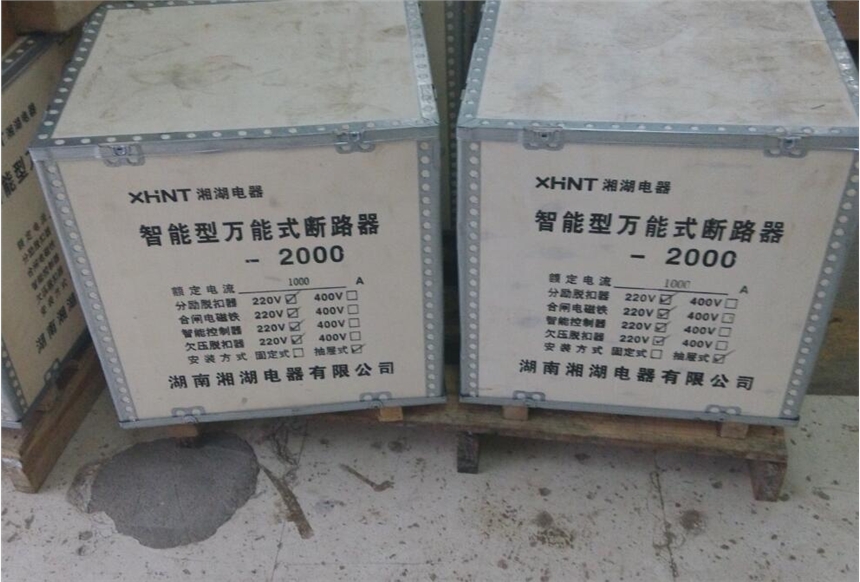 湘湖电器
XHNT 湘湖电器
智能型万能式断路器
- 2000
额定电流 1000 A
分励脱扣器 220V☑ 400V☐
合闸电磁铁 220V☑ 400V☐
智能控制器 220V☑ 400V☐
欠压脱扣器 220V☑ 400V☐
安装方式 固定式☐ 抽屉式☑
湖南湘湖电器有限公司
XHNT 湘湖电器
智能型万能式断路器
- 2000
额定电流 1000 A
分励脱扣器 220V☑ 400V☐
合闸电磁铁 220V☑ 400V☐
智能控制器 220V☑ 400V☐
欠压脱扣器 220V☑ 400V☐
安装方式 固定式☐ 抽屉式☑
湖南湘湖电器有限公司